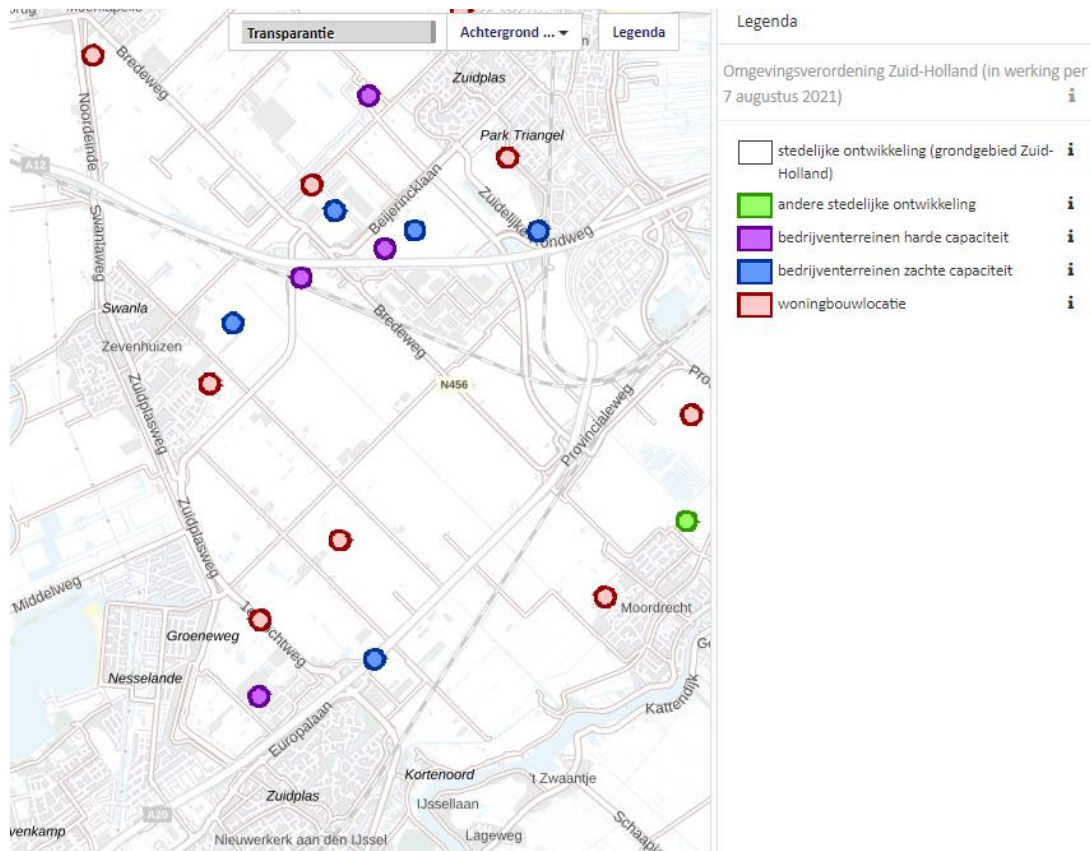 Transparantie
Achtergrond ...
Legenda
Bredeweg
Zuidplas
Noordeinde
Park Triangel
A12
Beijerincklaan
Zuidelijke
ondweg
Swanlaweg
Swanla
Bredeweg
Zevenhuizen
N456
Pro
Zuidplasweg
Provincialeweg
Zuidplasweg
Middelweg
Moordrecht
Groeneweg
Nesselande
Kattendijk
Europalaan
Kortenoord
't Zwaantje
Zuidplas
IJssellaan
A20
venkamp
Nieuwerkerk aan den IJssel
Lageweg
Legenda
Omgevingsverordening Zuid-Holland (in werking per
7 augustus 2021)
stedelijke ontwikkeling (grondgebied Zuid-
Holland)
andere stedelijke ontwikkeling
bedrijventerreinen harde capaciteit
bedrijventerreinen zachte capaciteit
woningbouwlocatie